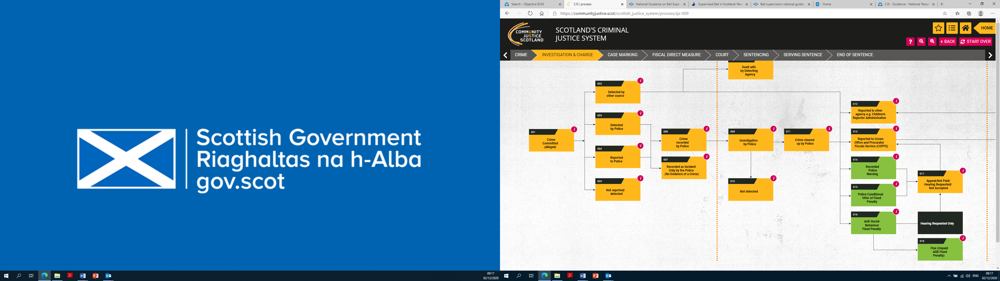 Scottish Government
Riaghaltas na h-Alba
gov.scot
09:17
02/12/2020
Search - Objective ECM
CJS | process
National Guidance on Bail Super
Supervised Bail in Scotland: Rese
Bail supervision: national guidan
Home
CJS - Guidance - National Templ
https://communityjustice.scot/scottish_justice_system/process/sjs-009
COMMUNITY
JUSTICE
SCOTLAND
SCOTLAND'S CRIMINAL
JUSTICE SYSTEM
HOME
?
BACK
START OVER
CRIME
INVESTIGATION & CHARGE
CASE MARKING
FISCAL DIRECT MEASURE
COURT
SENTENCING
SERVING SENTENCE
END OF SENTENCE
001
Crime
Committed
(alleged)
002
Detected by
other source
003
Detected
by Police
004
Reported
to Police
005
Not reported/
detected
006
Crime
recorded
by Police
007
Recorded as Incident
Only by the Police
(No Evidence of a Crime)
Dealt with
by Detecting
Agency
009
Investigation
by Police
010
Not detected
011
Crime cleared
up by Police
012
Reported to other
agency e.g. Children's
Reporter Administration
013
Reported to Crown
Office and Procurator
Fiscals Service (COPFS)
014
Recorded
Police
Warning
015
Police Conditional
Offer of Fixed
Penalty
016
Anti-Social
Behaviour
Fixed Penalty
017
Appeal/Not Paid/
Hearing Requested/
Not Accepted
Hearing Requested Only
018
Fine (Unpaid
ASB Fixed
Penalty)
ENG
09:17
02/12/2020